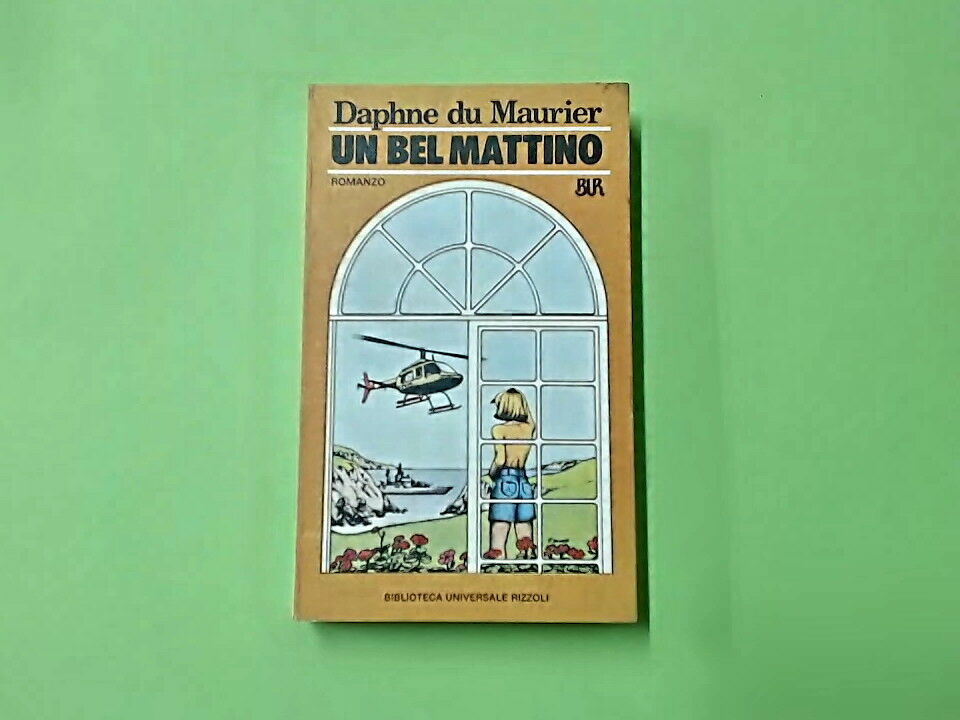 Daphne du Maurier
UN BEL MATTINO
ROMANZO
BUR
BIBLIOTECA UNIVERSALE RIZZOLI